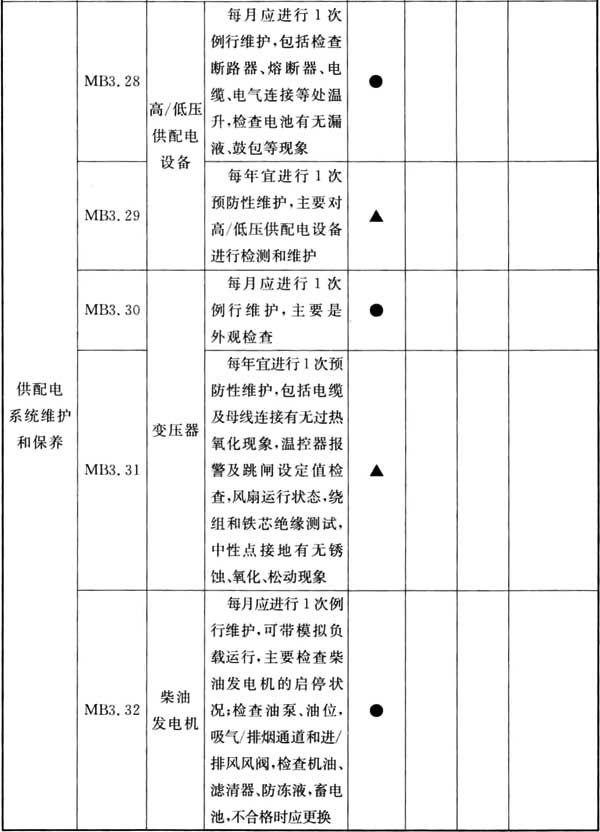 供配电
系统维护
和保养
MB3.28
高/低压
供配电
设备
每月应进行1次
例行维护,包括检查
断路器、熔断器、电
缆、电气连接等处温
升,检查电池有无漏
液、鼓包等现象
●
MB3.29
每年宜进行1次
预防性维护,主要对
高/低压供配电设备
进行检测和维护
▲
MB3.30
变压器
每月应进行1次
例行维护,主要是
外观检查
●
MB3.31
每年宜进行1次预
防性维护,包括电缆
及母线连接有无过热
氧化现象,温控器报
警及跳闸设定值检
查,风扇运行状态,绕
组和铁芯绝缘测试,
中性点接地有无锈
蚀、氧化、松动现象
▲
MB3.32
柴油
发电机
每月应进行1次例
行维护,可带模拟负
载运行,主要检查柴
油发电机的启停状
况;检查油泵、油位,
吸气/排烟通道和进/
排风风阀,检查机油、
滤清器、防冻液,畜电
池,不合格时应更换
●